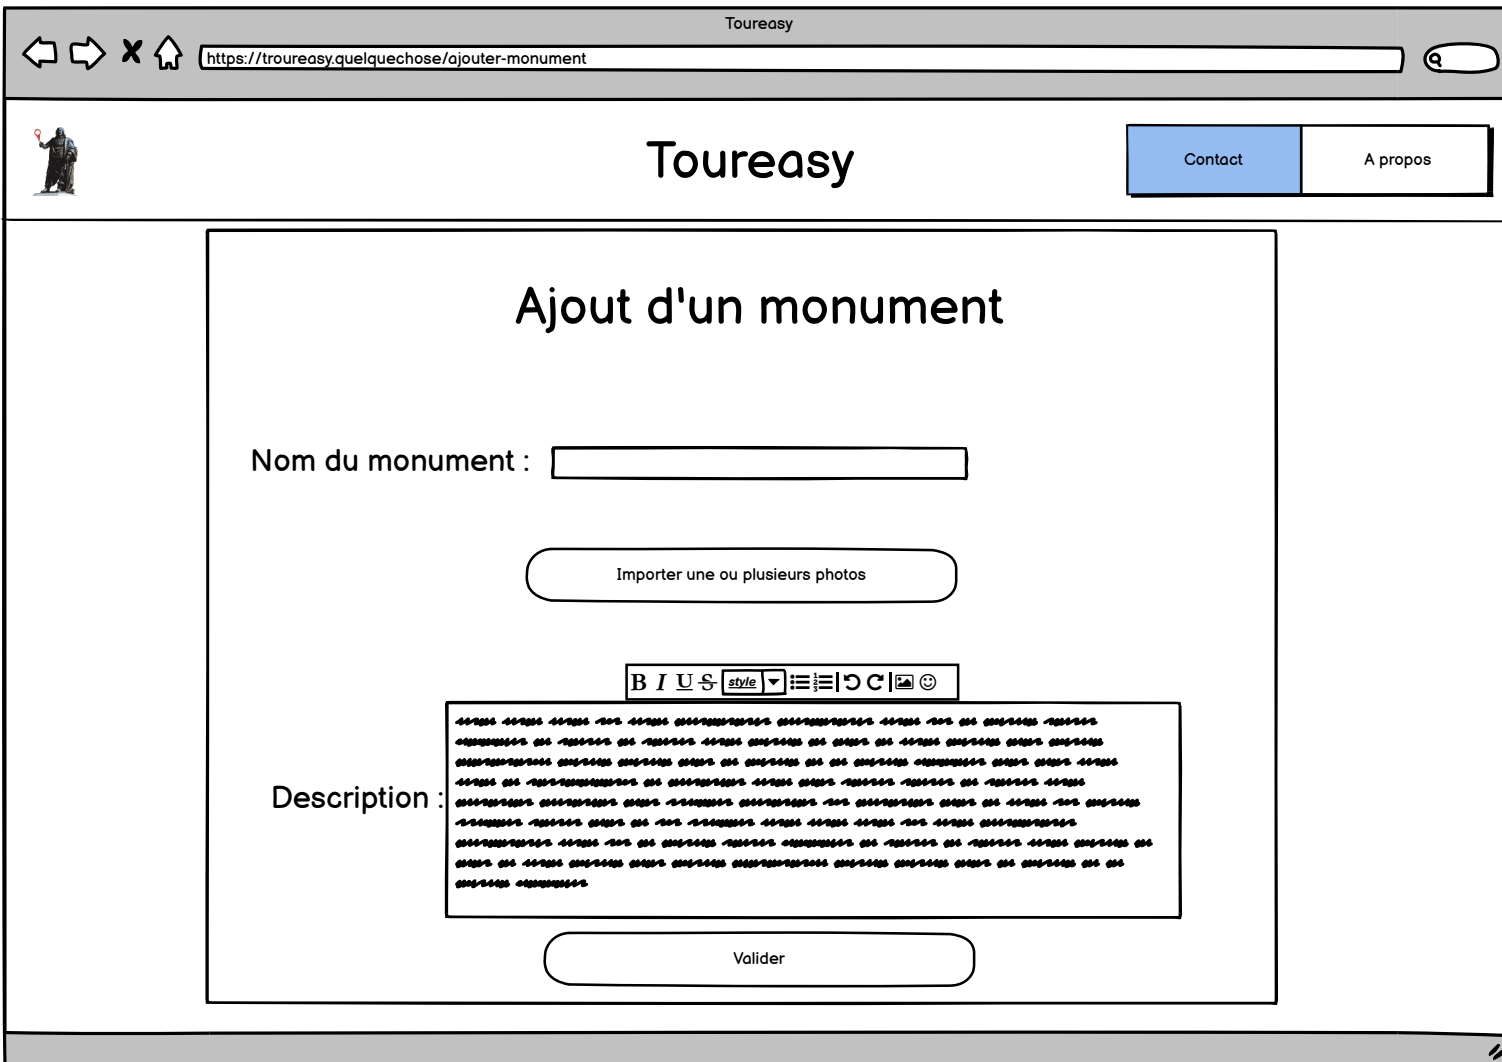 Toureasy
https://troureasy.quelquechose/ajouter-monument
Toureasy
Contact
A propos
Ajout d'un monument
Nom du monument :
Importer une ou plusieurs photos
B I U S style
Description :
Valider